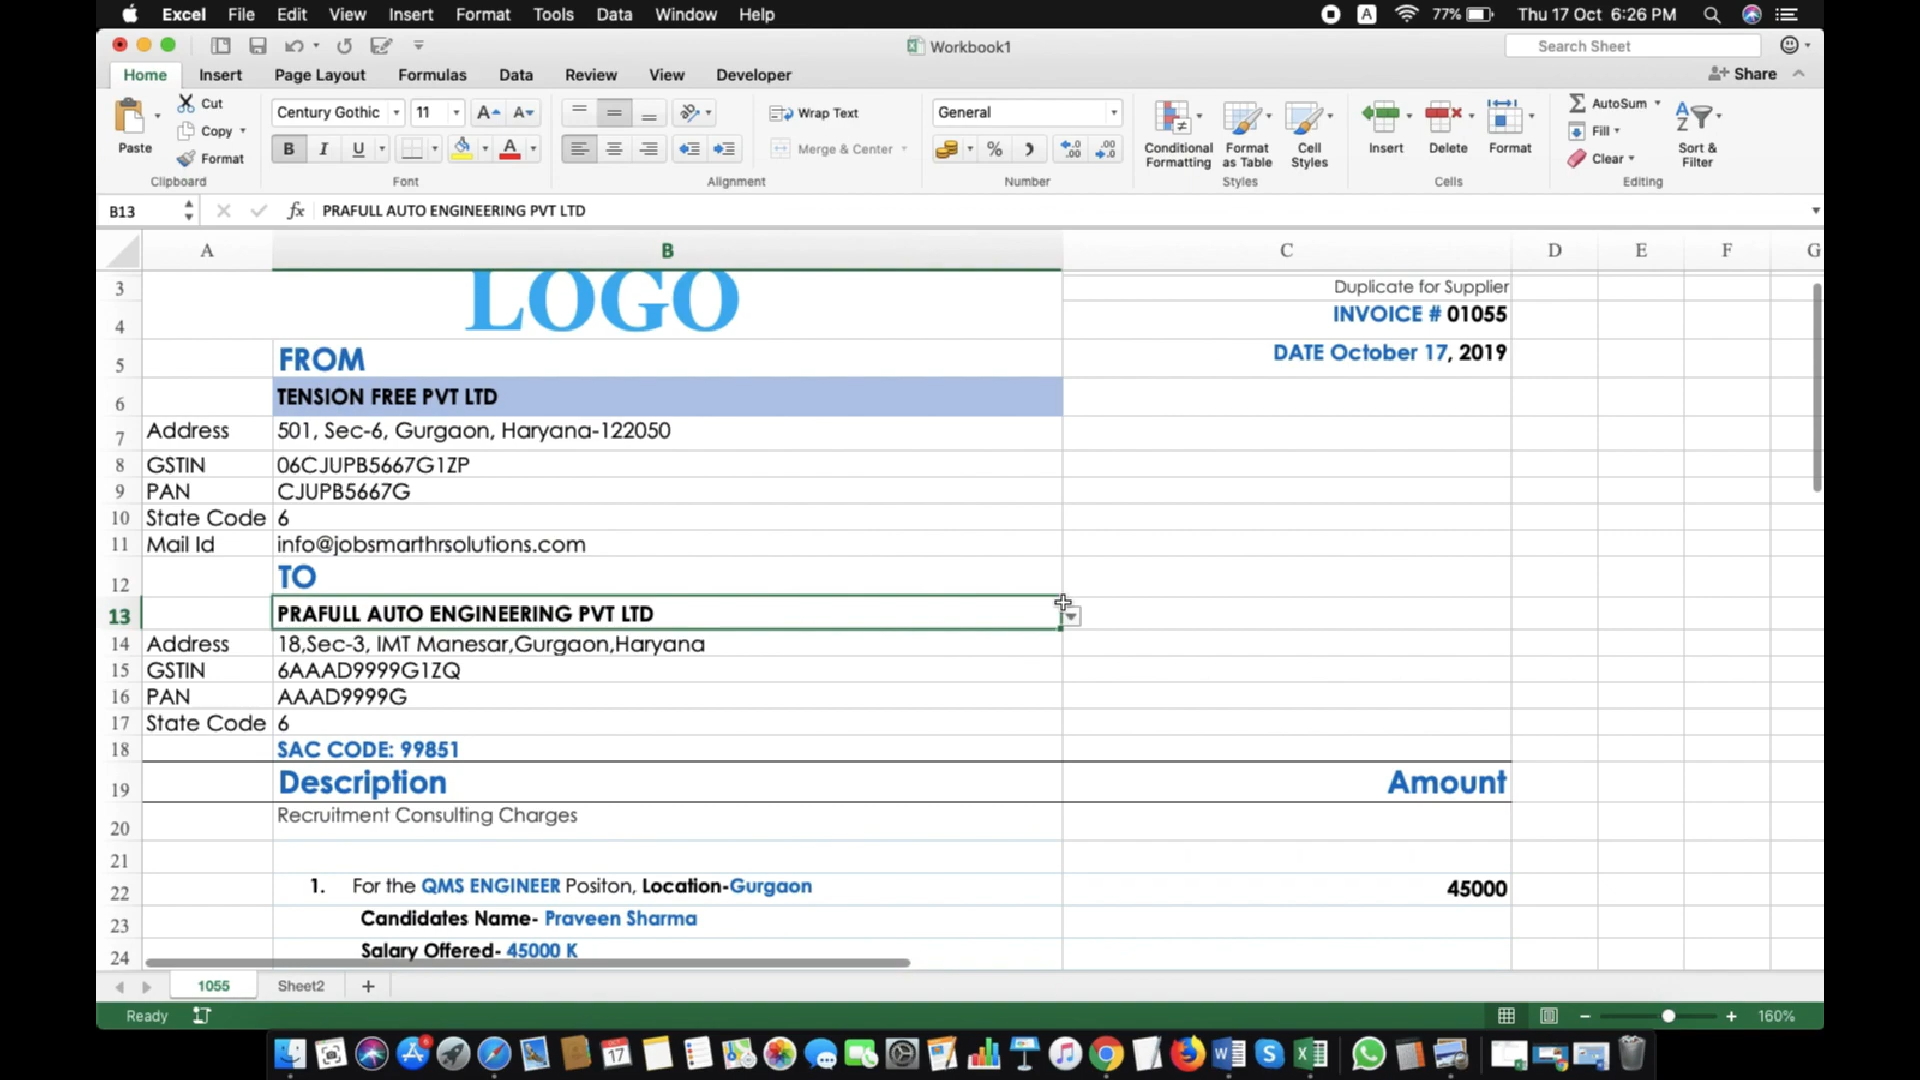 Excel File Edit View Insert Format Tools Data Window Help A 77% Thu 17 Oct 6:26 PM
Workbook1
Search Sheet
Home Insert Page Layout Formulas Data Review View Developer
Share
Paste
Cut
Copy
Format
Clipboard
Century Gothic 11
B I U
Font
Wrap Text
Merge & Center
Alignment
General
%
Number
Conditional Formatting
Format as Table
Cell Styles
Styles
Insert Delete Format
Cells
AutoSum
Fill
Clear
Sort & Filter
Editing
B13 fx PRAFULL AUTO ENGINEERING PVT LTD
A B C D E F G
3 Duplicate for Supplier
LOGO
4 INVOICE # 01055
5 FROM DATE October 17, 2019
6 TENSION FREE PVT LTD
7 Address 501, Sec-6, Gurgaon, Haryana-122050
8 GSTIN 06CJUPB5667G1ZP
9 PAN CJUPB5667G
10 State Code 6
11 Mail Id info@jobsmarthrsolutions.com
12 TO
13 PRAFULL AUTO ENGINEERING PVT LTD
14 Address 18,Sec-3, IMT Manesar,Gurgaon,Haryana
15 GSTIN 6AAAD9999G1ZQ
16 PAN AAAD9999G
17 State Code 6
18 SAC CODE: 99851
19 Description Amount
20 Recruitment Consulting Charges
21
22 1. For the QMS ENGINEER Positon, Location-Gurgaon 45000
23 Candidates Name- Praveen Sharma
24 Salary Offered- 45000 K
1055 Sheet2 +
Ready 160%